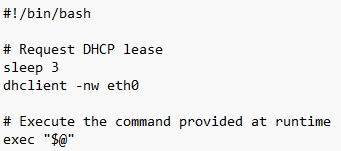 #!/bin/bash

# Request DHCP lease
sleep 3
dhclient -nw eth0

# Execute the command provided at runtime
exec "$@"